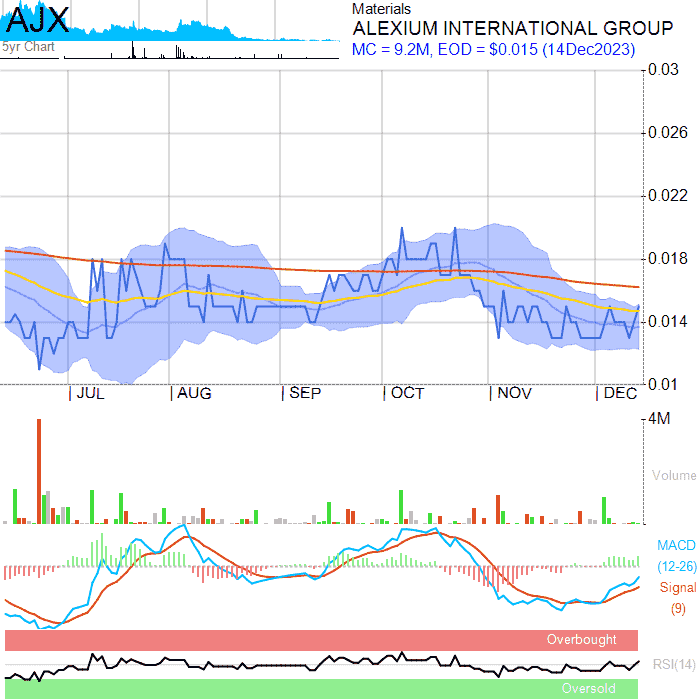 AJX
5yr Chart
Materials
ALEXIUM INTERNATIONAL GROUP
MC = 9.2M, EOD = $0.015 (14Dec2023)
0.03
0.026
0.022
0.018
0.014
0.01
JUL AUG SEP OCT NOV DEC
4M
Volume
MACD
(12-26)
Signal
(9)
Overbought
RSI(14)
Oversold